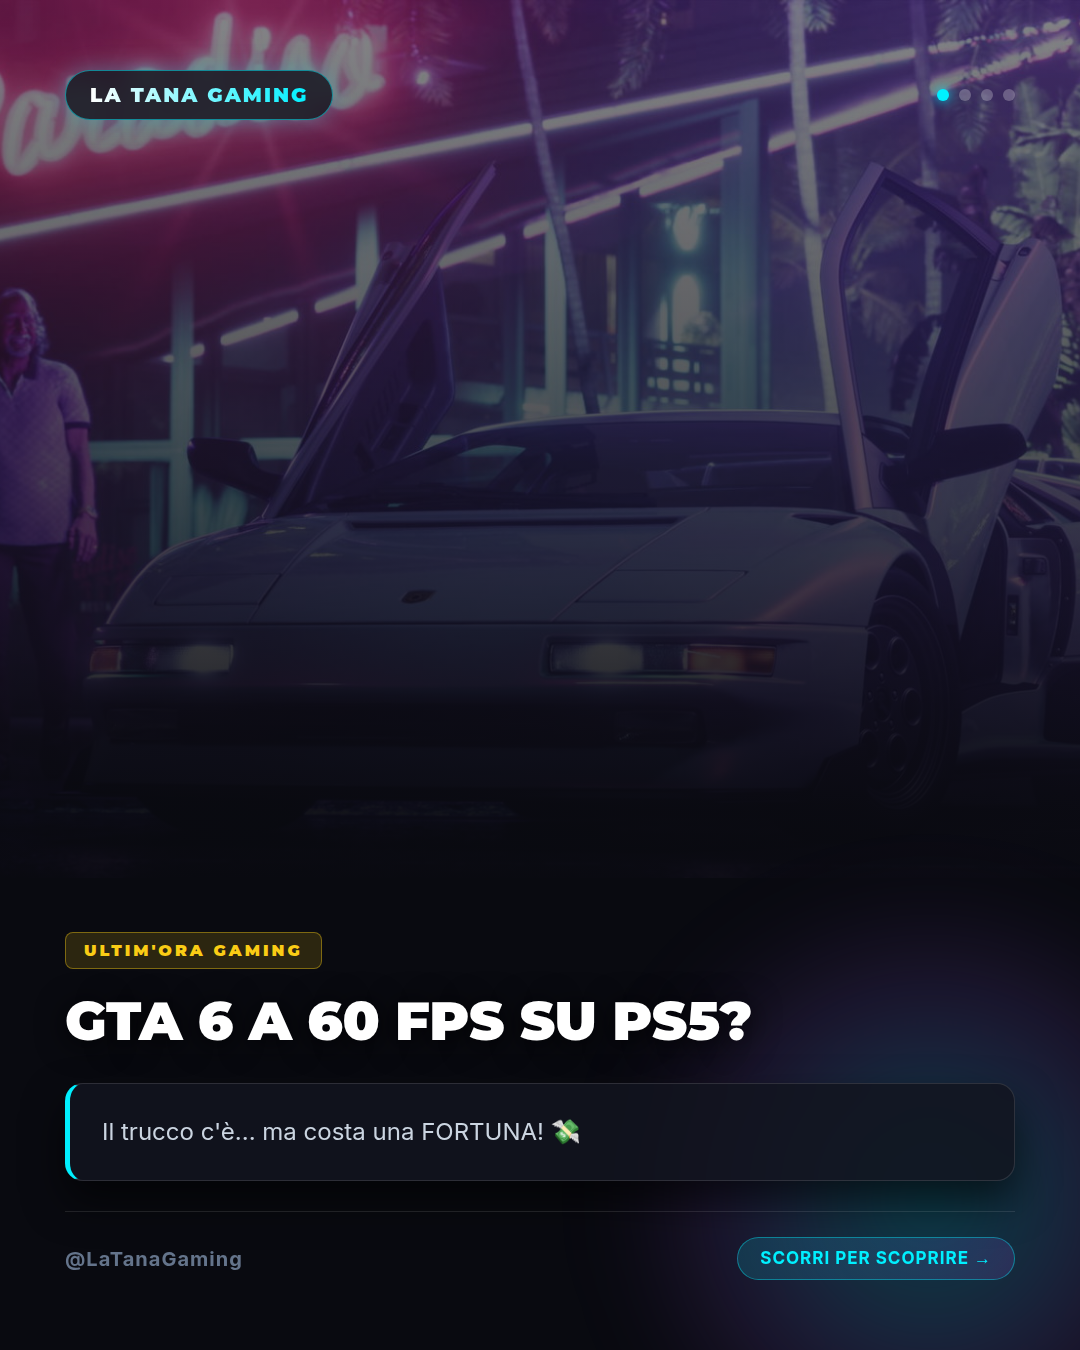 Paradiso
LA TANA GAMING
ULTIM'ORA GAMING
GTA 6 A 60 FPS SU PS5?
Il trucco c'è... ma costa una FORTUNA! 💸
@LaTanaGaming
SCORRI PER SCOPRIRE →